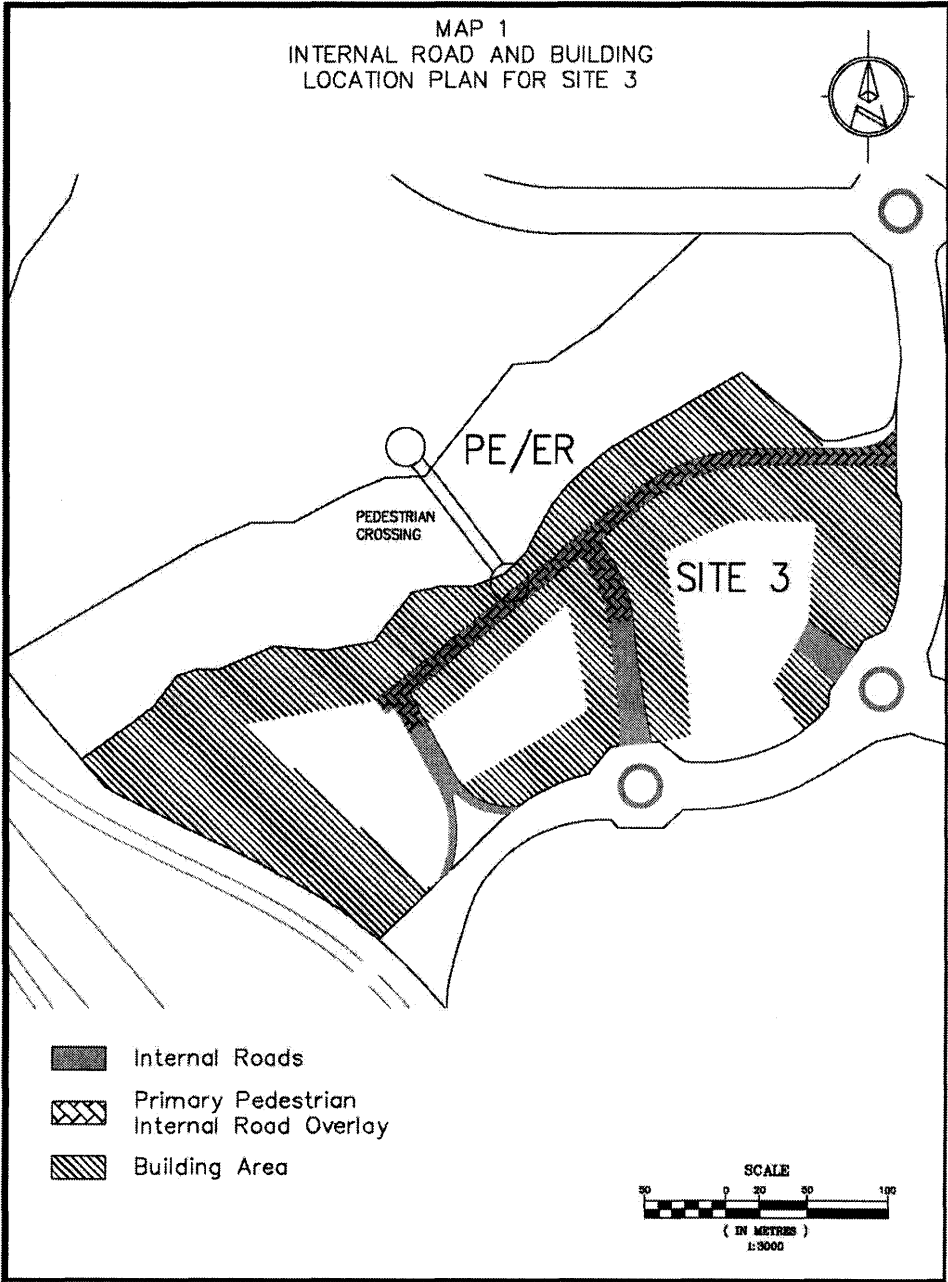 MAP 1
INTERNAL ROAD AND BUILDING
LOCATION PLAN FOR SITE 3
N
PE/ER
PEDESTRIAN
CROSSING
SITE 3
Internal Roads
Primary Pedestrian
Internal Road Overlay
Building Area
SCALE
50 0 20 50 100
( IN METRES )
1:3000